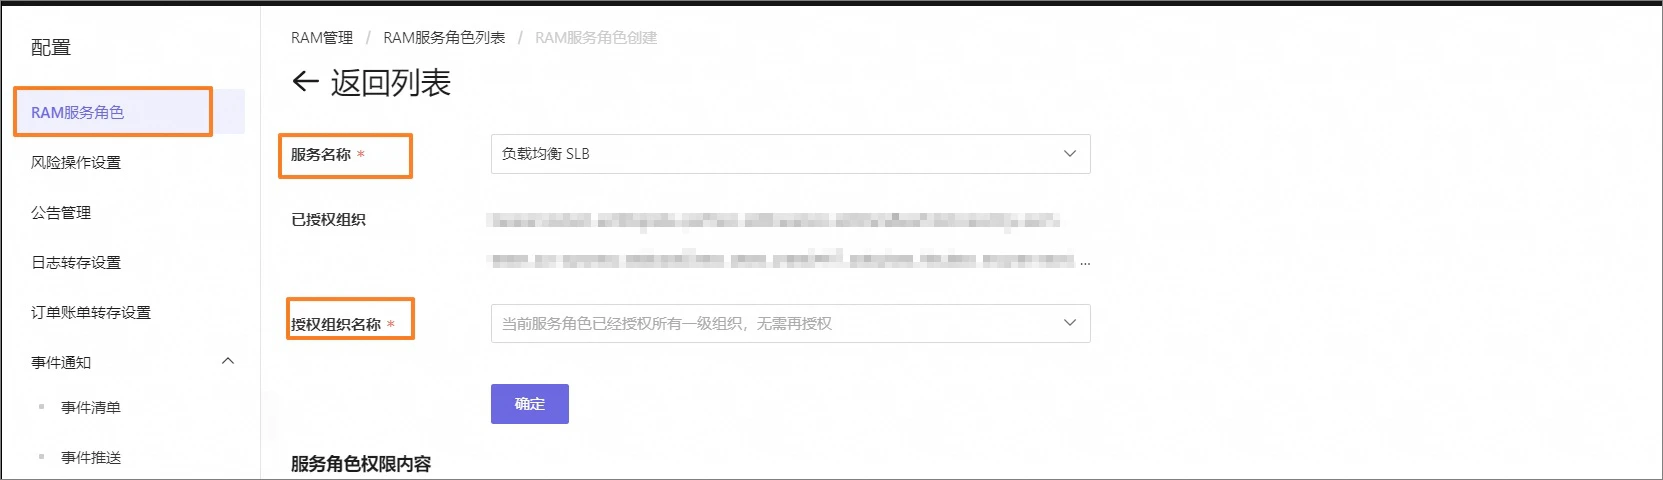 配置
RAM服务角色
风险操作设置
公告管理
日志转存设置
订单账单转存设置
事件通知
事件清单
事件推送
RAM管理 / RAM服务角色列表 / RAM服务角色创建
← 返回列表
服务名称 *
负载均衡 SLB
已授权组织
...
授权组织名称 *
当前服务角色已经授权所有一级组织，无需再授权
确定
服务角色权限内容